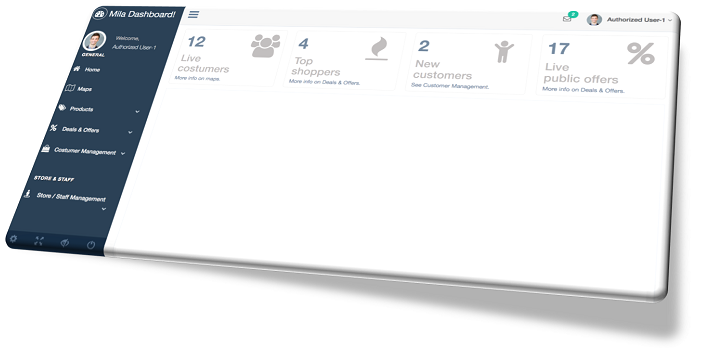 Mila Dashboard!
2
Authorized User-1
Welcome,
Authorized User-1
GENERAL
Home
Maps
Products
Deals & Offers
Costumer Management
STORE & STAFF
Store / Staff Management
12
Live
costumers
More info on maps.
4
Top
shoppers
More info on Deals & Offers.
2
New
customers
See Customer Management.
17
Live
public offers
More info on Deals & Offers.